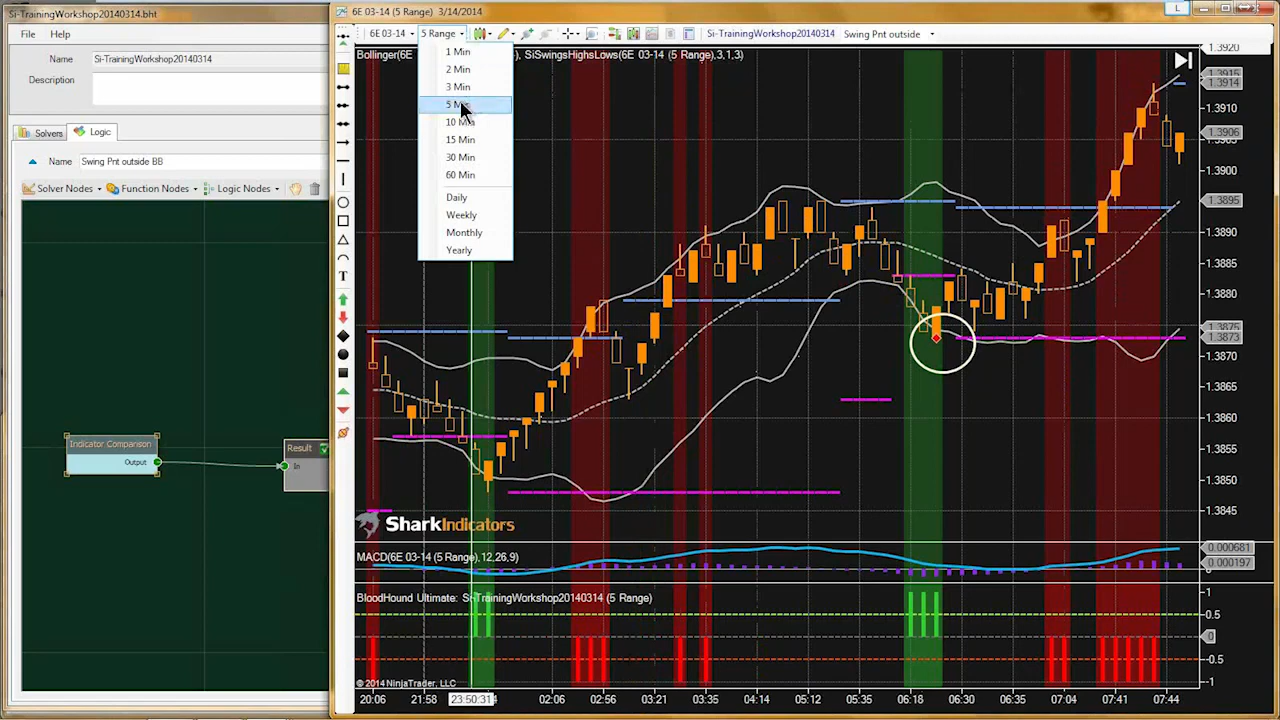 Si-TrainingWorkshop20140314.bht
File Help
Name Si-TrainingWorkshop20140314
Description
Solvers Logic
Name Swing Pnt outside BB
Solver Nodes Function Nodes Logic Nodes
Indicator Comparison
Output
Result
In
6E 03-14 (5 Range) 3/14/2014
L
6E 03-14 5 Range Si-TrainingWorkshop20140314 Swing Pnt outside
Bollinger(6E ), SiSwingsHighsLows(6E 03-14 (5 Range),3,1,3)
1 Min
2 Min
3 Min
5 Min
10 Min
15 Min
30 Min
60 Min
Daily
Weekly
Monthly
Yearly
T
1.3920
1.3915
1.3914
1.3910
1.3906
1.3900
1.3895
1.3890
1.3885
1.3880
1.3875
1.3873
1.3870
1.3865
1.3860
1.3855
1.3850
1.3845
SharkIndicators
MACD(6E 03-14 (5 Range),12,26,9)
0.000681
0.000197
BloodHound Ultimate: Si-TrainingWorkshop20140314 (5 Range)
1
0.5
0
-0.5
-1
© 2014 NinjaTrader, LLC
20:06 21:58 23:50:31 02:06 02:56 03:21 03:35 04:14 05:12 06:18 06:30 06:35 07:04 07:44